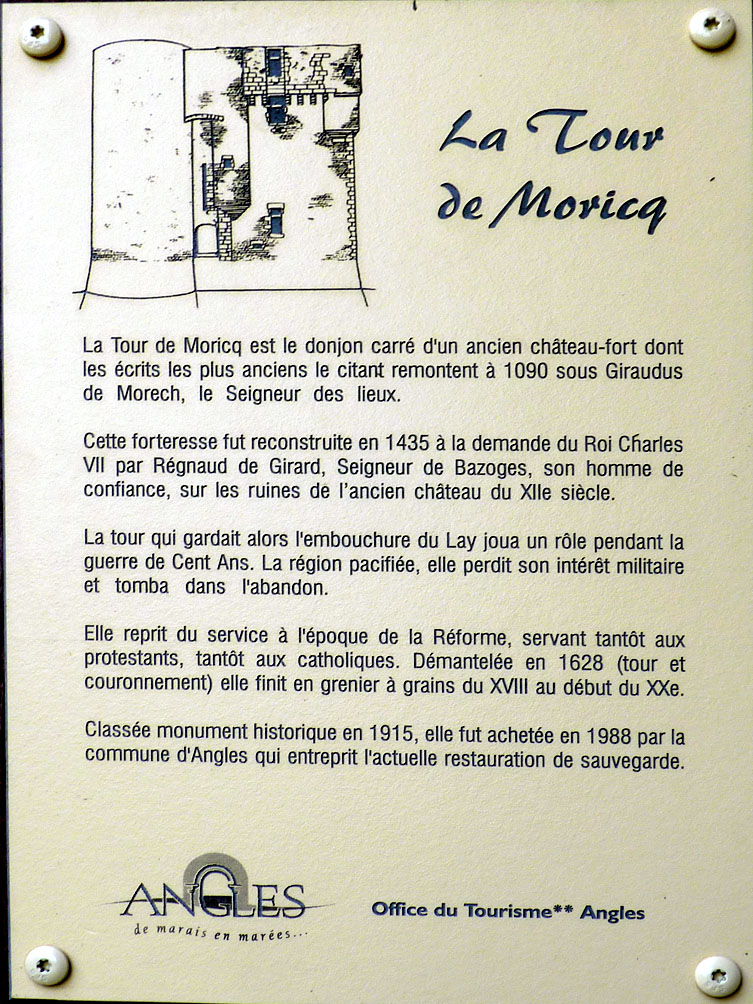 La Tour
de Moricq
La Tour de Moricq est le donjon carré d'un ancien château-fort dont
les écrits les plus anciens le citant remontent à 1090 sous Giraudus
de Morech, le Seigneur des lieux.
Cette forteresse fut reconstruite en 1435 à la demande du Roi Charles
VII par Régnaud de Girard, Seigneur de Bazoges, son homme de
confiance, sur les ruines de l'ancien château du XIIe siècle.
La tour qui gardait alors l'embouchure du Lay joua un rôle pendant la
guerre de Cent Ans. La région pacifiée, elle perdit son intérêt militaire
et tomba dans l'abandon.
Elle reprit du service à l'époque de la Réforme, servant tantôt aux
protestants, tantôt aux catholiques. Démantelée en 1628 (tour et
couronnement) elle finit en grenier à grains du XVIII au début du XXe.
Classée monument historique en 1915, elle fut achetée en 1988 par la
commune d'Angles qui entreprit l'actuelle restauration de sauvegarde.
ANGLES
de marais en marées...
Office du Tourisme** Angles